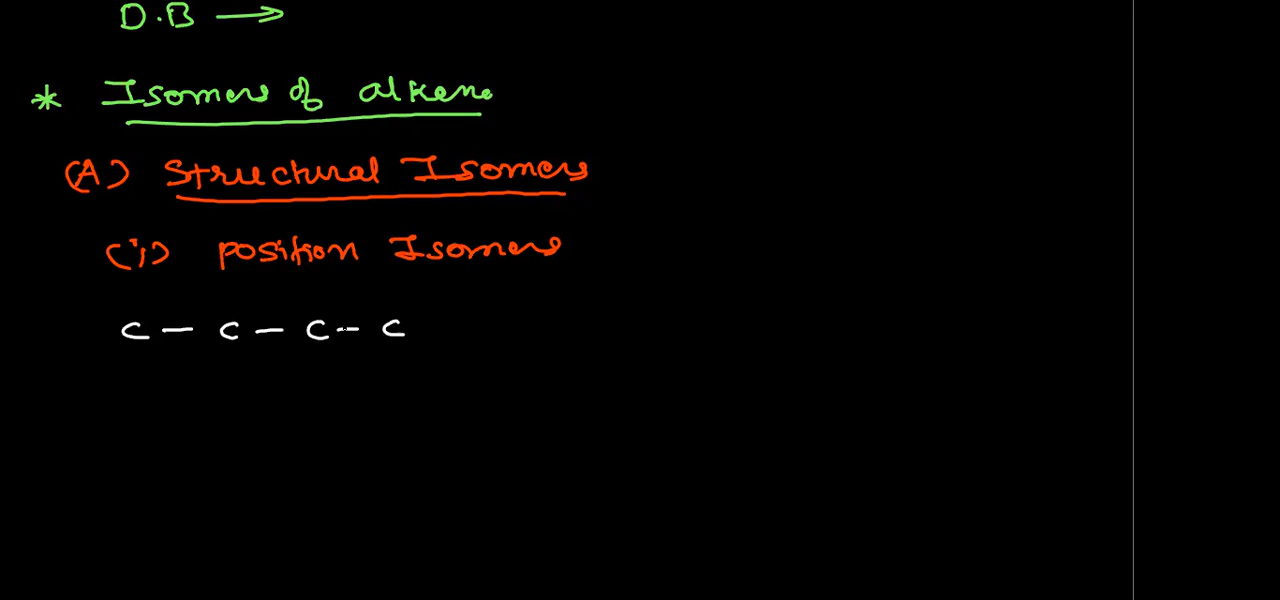 D.B →
* Isomers of alkene
(A) Structural Isomers
(i) position Isomers
C - C - C - C